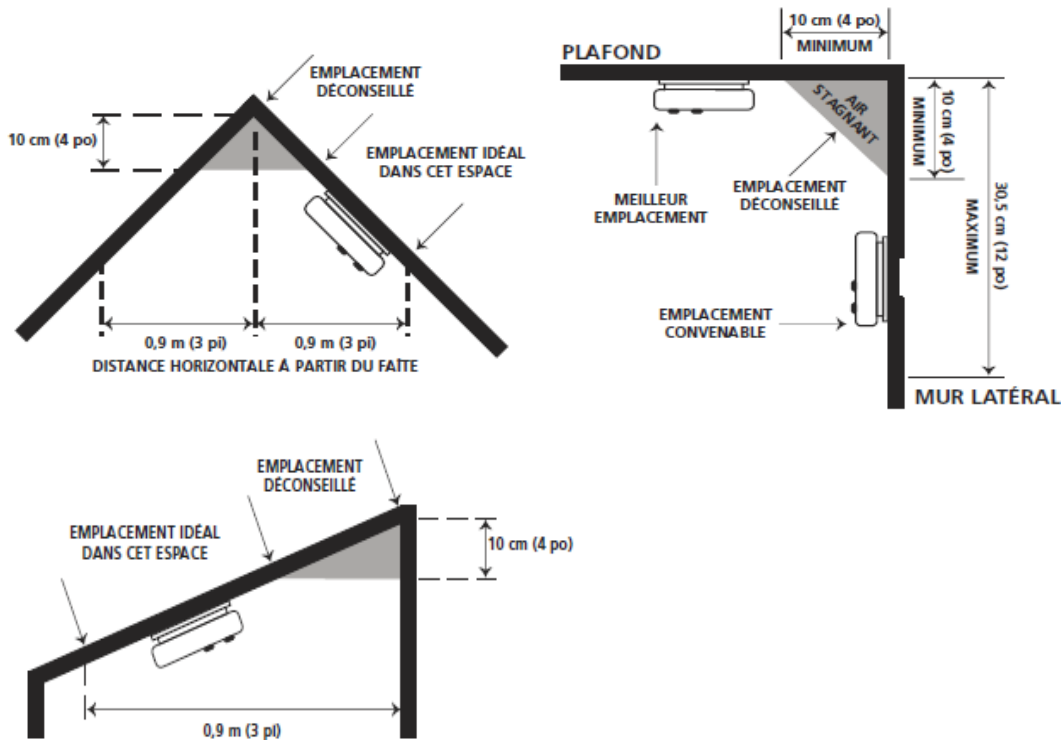 EMPLACEMENT
DÉCONSEILLÉ
10 cm (4 po)
EMPLACEMENT IDÉAL
DANS CET ESPACE
0,9 m (3 pi)
0,9 m (3 pi)
DISTANCE HORIZONTALE À PARTIR DU FAÎTE
10 cm (4 po)
MINIMUM
PLAFOND
AIR
STAGNANT
10 cm (4 po)
MINIMUM
30,5 cm (12 po)
MAXIMUM
MEILLEUR
EMPLACEMENT
EMPLACEMENT
DÉCONSEILLÉ
EMPLACEMENT
CONVENABLE
MUR LATÉRAL
EMPLACEMENT
DÉCONSEILLÉ
EMPLACEMENT IDÉAL
DANS CET ESPACE
10 cm (4 po)
0,9 m (3 pi)